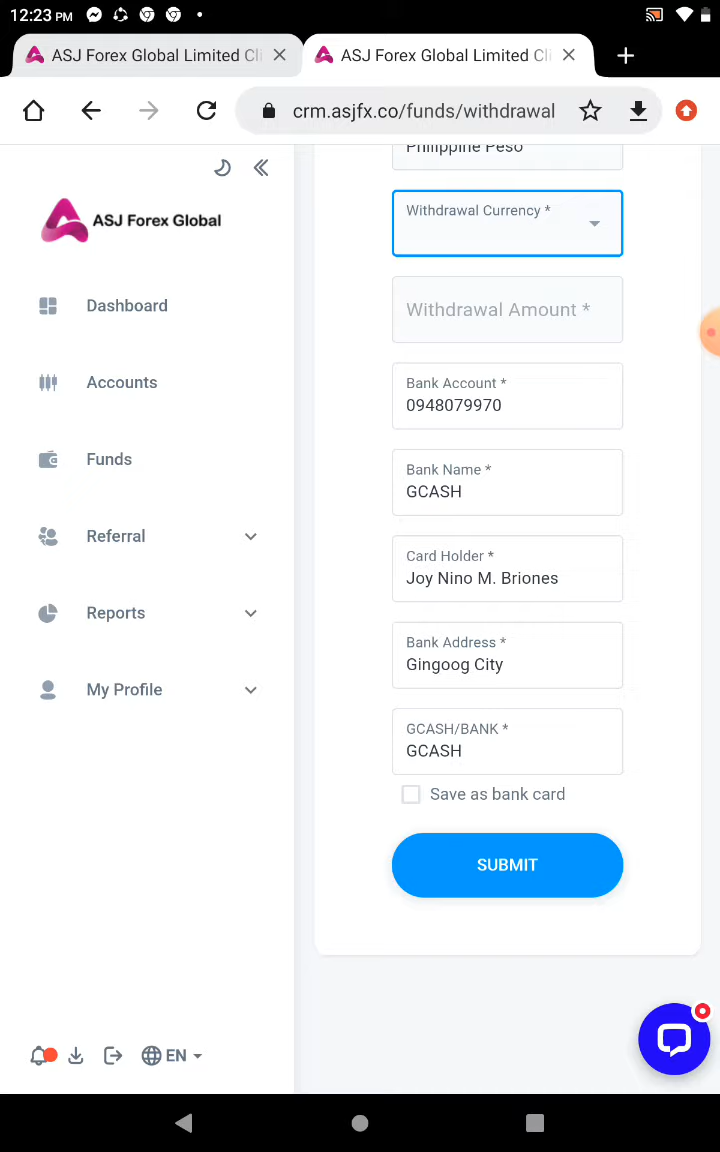 12:23 PM
ASJ Forex Global Limited Cli
ASJ Forex Global Limited Cli
crm.asjfx.co/funds/withdrawal
ASJ Forex Global
Dashboard
Accounts
Funds
Referral
Reports
My Profile
EN
Philippine Peso
Withdrawal Currency *
Withdrawal Amount *
Bank Account *
0948079970
Bank Name *
GCASH
Card Holder *
Joy Nino M. Briones
Bank Address *
Gingoog City
GCASH/BANK *
GCASH
Save as bank card
SUBMIT